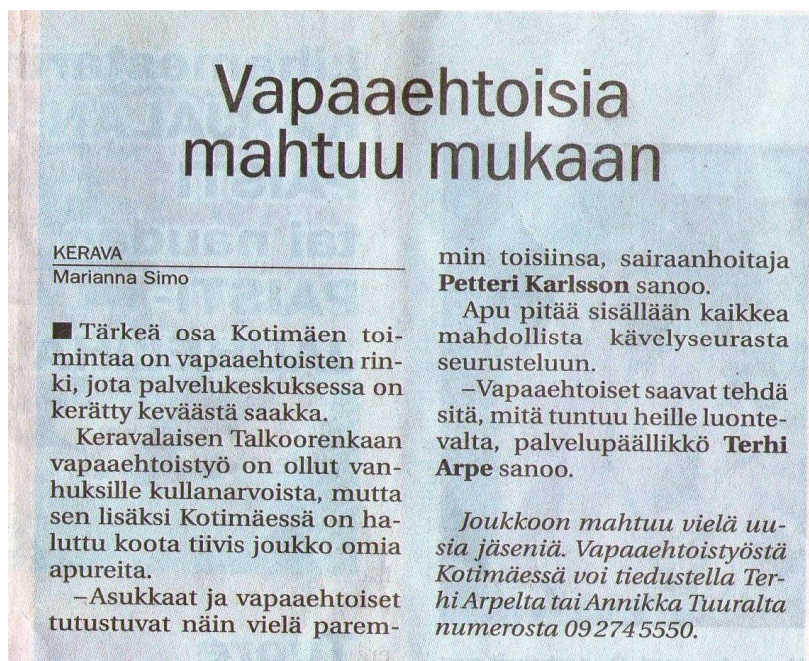 Vapaaehtoisia
mahtuu mukaan
KERAVA
Marianna Simo
■ Tärkeä osa Kotimäen toi-
mintaa on vapaaehtoisten rin-
ki, jota palvelukeskuksessa on
kerätty keväästä saakka.
Keravalaisen Talkoorenkaan
vapaaehtoistyö on ollut van-
huksille kullanarvoista, mutta
sen lisäksi Kotimäessä on ha-
luttu koota tiivis joukko omia
apureita.
–Asukkaat ja vapaaehtoiset
tutustuvat näin vielä parem-
min toisiinsa, sairaanhoitaja
Petteri Karlsson sanoo.
Apu pitää sisällään kaikkea
mahdollista kävelyseurasta
seurusteluun.
–Vapaaehtoiset saavat tehdä
sitä, mitä tuntuu heille luonte-
valta, palvelupäällikkö Terhi
Arpe sanoo.
Joukkoon mahtuu vielä uu-
sia jäseniä. Vapaaehtoistyöstä
Kotimäessä voi tiedustella Ter-
hi Arpelta tai Annikka Tuuralta
numerosta 09 274 5550.